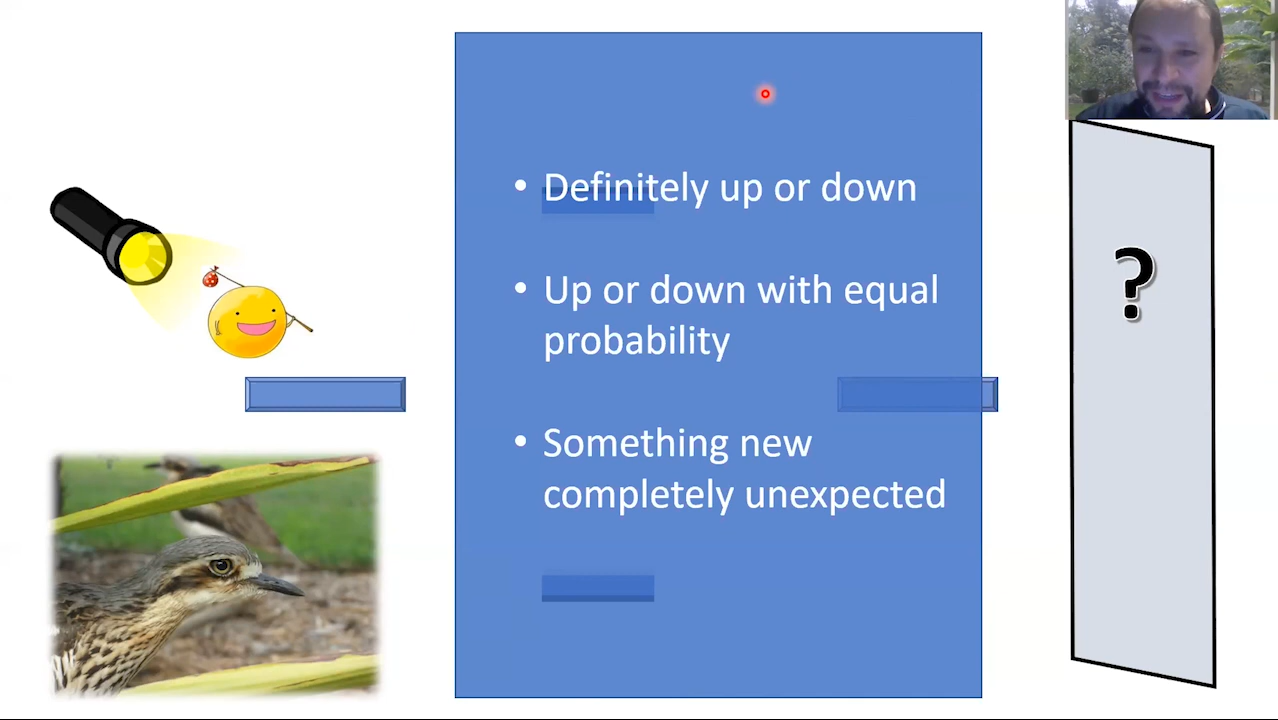 • Definitely up or down
• Up or down with equal
probability
?
• Something new
completely unexpected